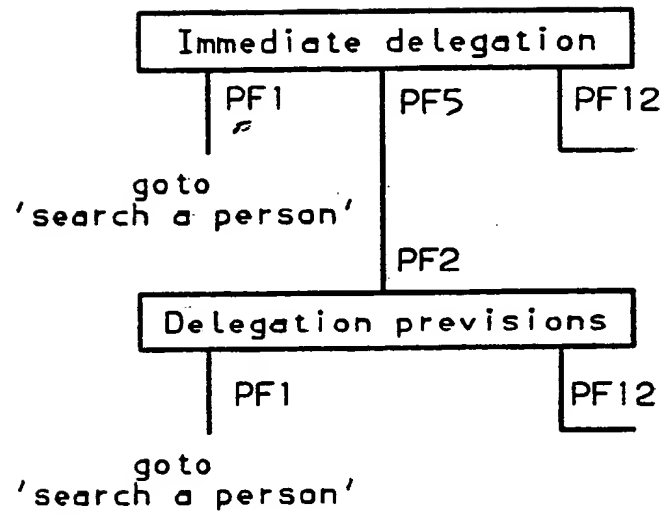 Immediate delegation
PF1 PF5 PF12
goto
'search a person'
PF2
Delegation previsions
PF1 PF12
goto
'search a person'